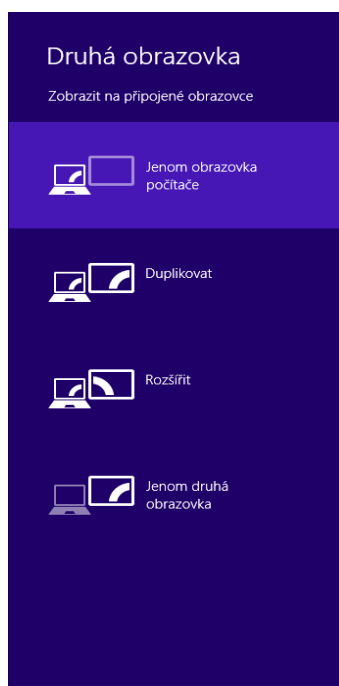 Druhá obrazovka
Zobrazit na připojené obrazovce
Jenom obrazovka
počítače
Duplikovat
Rozšířit
Jenom druhá
obrazovka